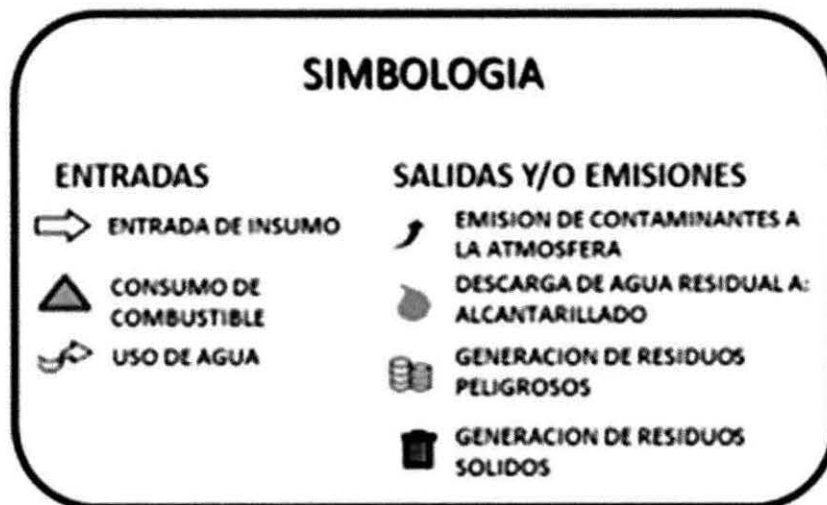 SIMBOLOGIA
ENTRADAS
ENTRADA DE INSUMO
CONSUMO DE
COMBUSTIBLE
USO DE AGUA
SALIDAS Y/O EMISIONES
EMISION DE CONTAMINANTES A
LA ATMOSFERA
DESCARGA DE AGUA RESIDUAL A:
ALCANTARILLADO
GENERACION DE RESIDUOS
PELIGROSOS
GENERACION DE RESIDUOS
SOLIDOS